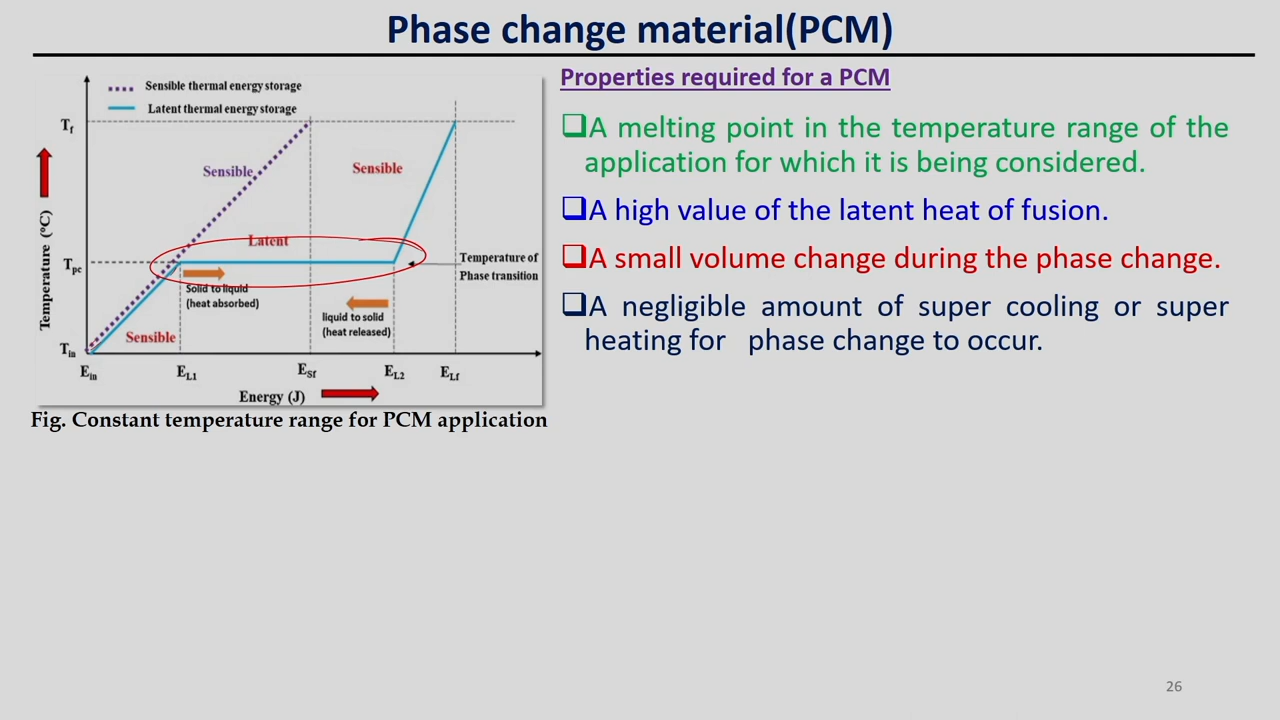 Phase change material(PCM)
Sensible thermal energy storage
Latent thermal energy storage
Tf
Sensible
Sensible
Latent
Temperature (°C)
Tpc
Temperature of
Phase transition
Solid to liquid
(heat absorbed)
liquid to solid
(heat released)
Sensible
Tin
Ein
EL1
ESf
EL2
ELf
Energy (J)
Fig. Constant temperature range for PCM application
Properties required for a PCM
❑A melting point in the temperature range of the
application for which it is being considered.
❑A high value of the latent heat of fusion.
❑A small volume change during the phase change.
❑A negligible amount of super cooling or super
heating for phase change to occur.
26